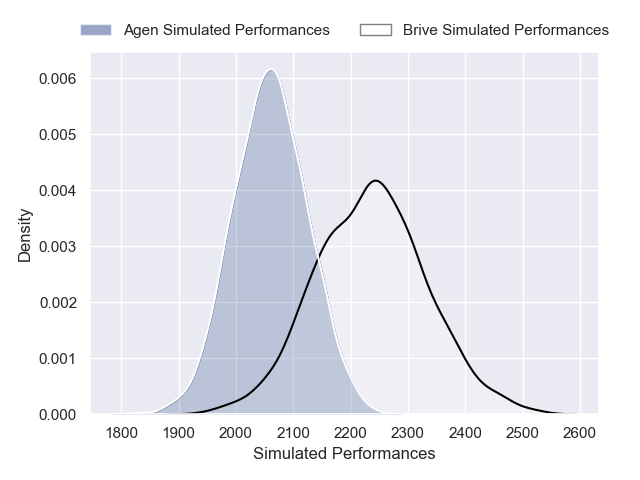 Agen Simulated Performances Brive Simulated Performances
0.006
0.005
0.004
0.003
0.002
0.001
0.000
Density
1800 1900 2000 2100 2200 2300 2400 2500 2600
Simulated Performances